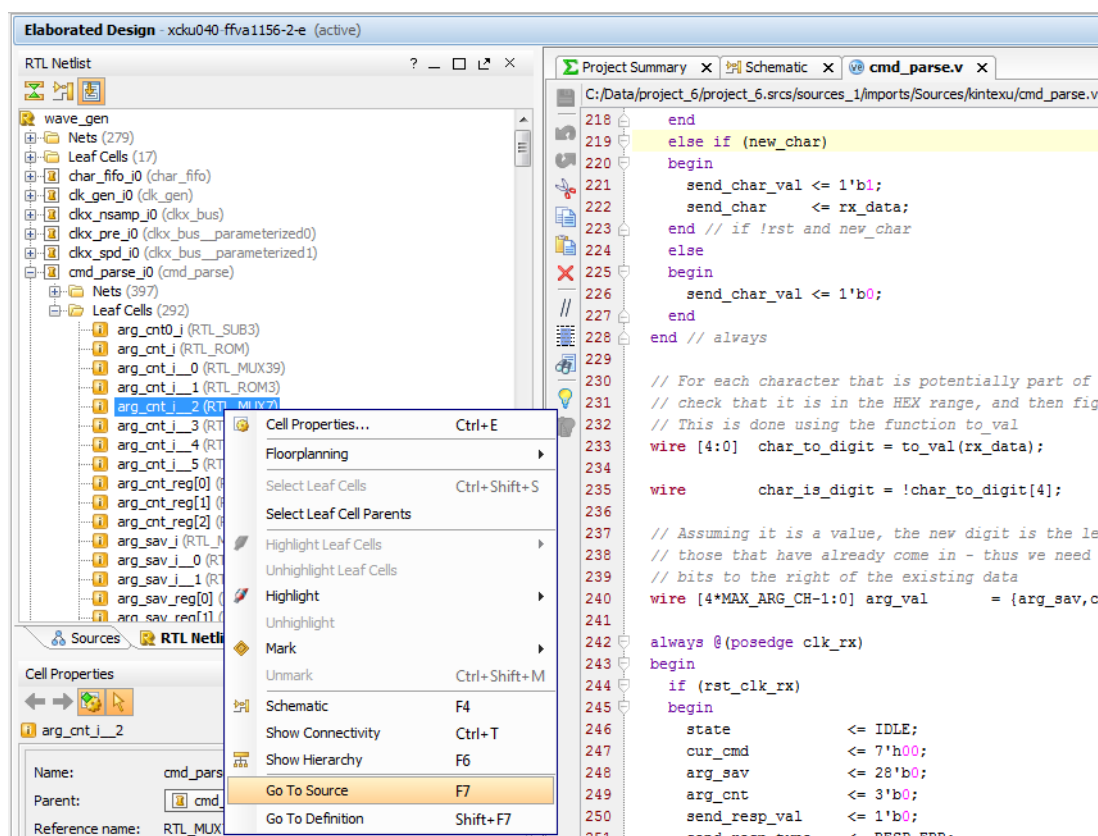 Elaborated Design - xcku040-ffva1156-2-e (active)
RTL Netlist
wave_gen
Nets (279)
Leaf Cells (17)
char_fifo_i0 (char_fifo)
clk_gen_i0 (clk_gen)
clkx_nsamp_i0 (clkx_bus)
clkx_pre_i0 (clkx_bus__parameterized0)
clkx_spd_i0 (clkx_bus__parameterized1)
cmd_parse_i0 (cmd_parse)
Nets (397)
Leaf Cells (292)
arg_cnt0_i (RTL_SUB3)
arg_cnt_i (RTL_ROM)
arg_cnt_i__0 (RTL_MUX39)
arg_cnt_i__1 (RTL_ROM3)
arg_cnt_i__2 (RTL_MUX7)
arg_cnt_i__3 (RT
arg_cnt_i__4 (RT
arg_cnt_i__5 (RT
arg_cnt_reg[0] (
arg_cnt_reg[1] (
arg_cnt_reg[2] (
arg_sav_i (RTL_
arg_sav_i__0 (RT
arg_sav_i__1 (RT
arg_sav_reg[0] (
arg_sav_reg[1] (
Sources
RTL Netli
Cell Properties
arg_cnt_i__2
Name: cmd_pars
Parent: cmd_
Reference name: RTL_MUX
Cell Properties... Ctrl+E
Floorplanning
Select Leaf Cells Ctrl+Shift+S
Select Leaf Cell Parents
Highlight Leaf Cells
Unhighlight Leaf Cells
Highlight
Unhighlight
Mark
Unmark Ctrl+Shift+M
Schematic F4
Show Connectivity Ctrl+T
Show Hierarchy F6
Go To Source F7
Go To Definition Shift+F7
Project Summary Schematic cmd_parse.v
C:/Data/project_6/project_6.srcs/sources_1/imports/Sources/kintexu/cmd_parse.v
218 end
219 else if (new_char)
220 begin
221 send_char_val <= 1'b1;
222 send_char <= rx_data;
223 end // if !rst and new_char
224 else
225 begin
226 send_char_val <= 1'b0;
227 end
228 end // always
229
230 // For each character that is potentially part of
231 // check that it is in the HEX range, and then fig
232 // This is done using the function to_val
233 wire [4:0] char_to_digit = to_val(rx_data);
234
235 wire char_is_digit = !char_to_digit[4];
236
237 // Assuming it is a value, the new digit is the le
238 // those that have already come in - thus we need
239 // bits to the right of the existing data
240 wire [4*MAX_ARG_CH-1:0] arg_val = {arg_sav,c
241
242 always @(posedge clk_rx)
243 begin
244 if (rst_clk_rx)
245 begin
246 state <= IDLE;
247 cur_cmd <= 7'h00;
248 arg_sav <= 28'b0;
249 arg_cnt <= 3'b0;
250 send_resp_val <= 1'b0;
251 send_resp_type <= RESP_ERR;